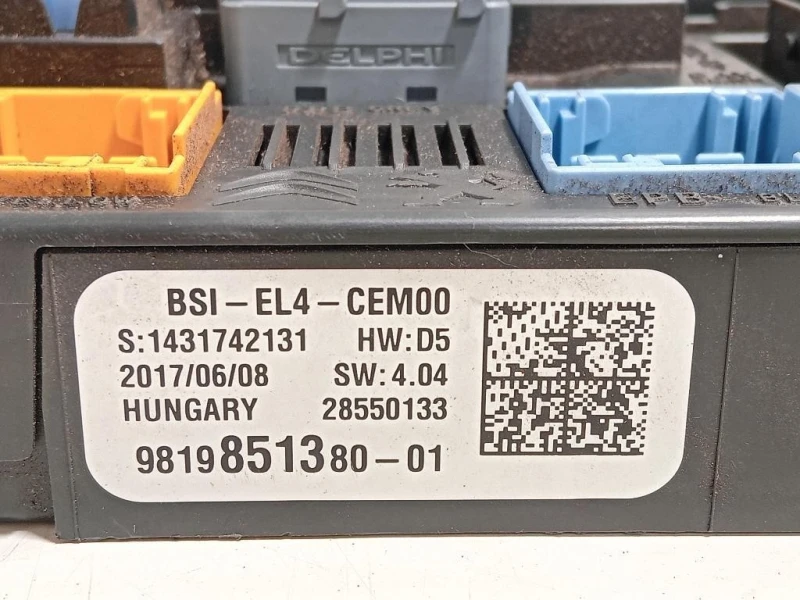 DELPHI
BSI-EL4-CEM00
S:1431742131 HW:D5
2017/06/08 SW:4.04
HUNGARY 28550133
9819851380-01